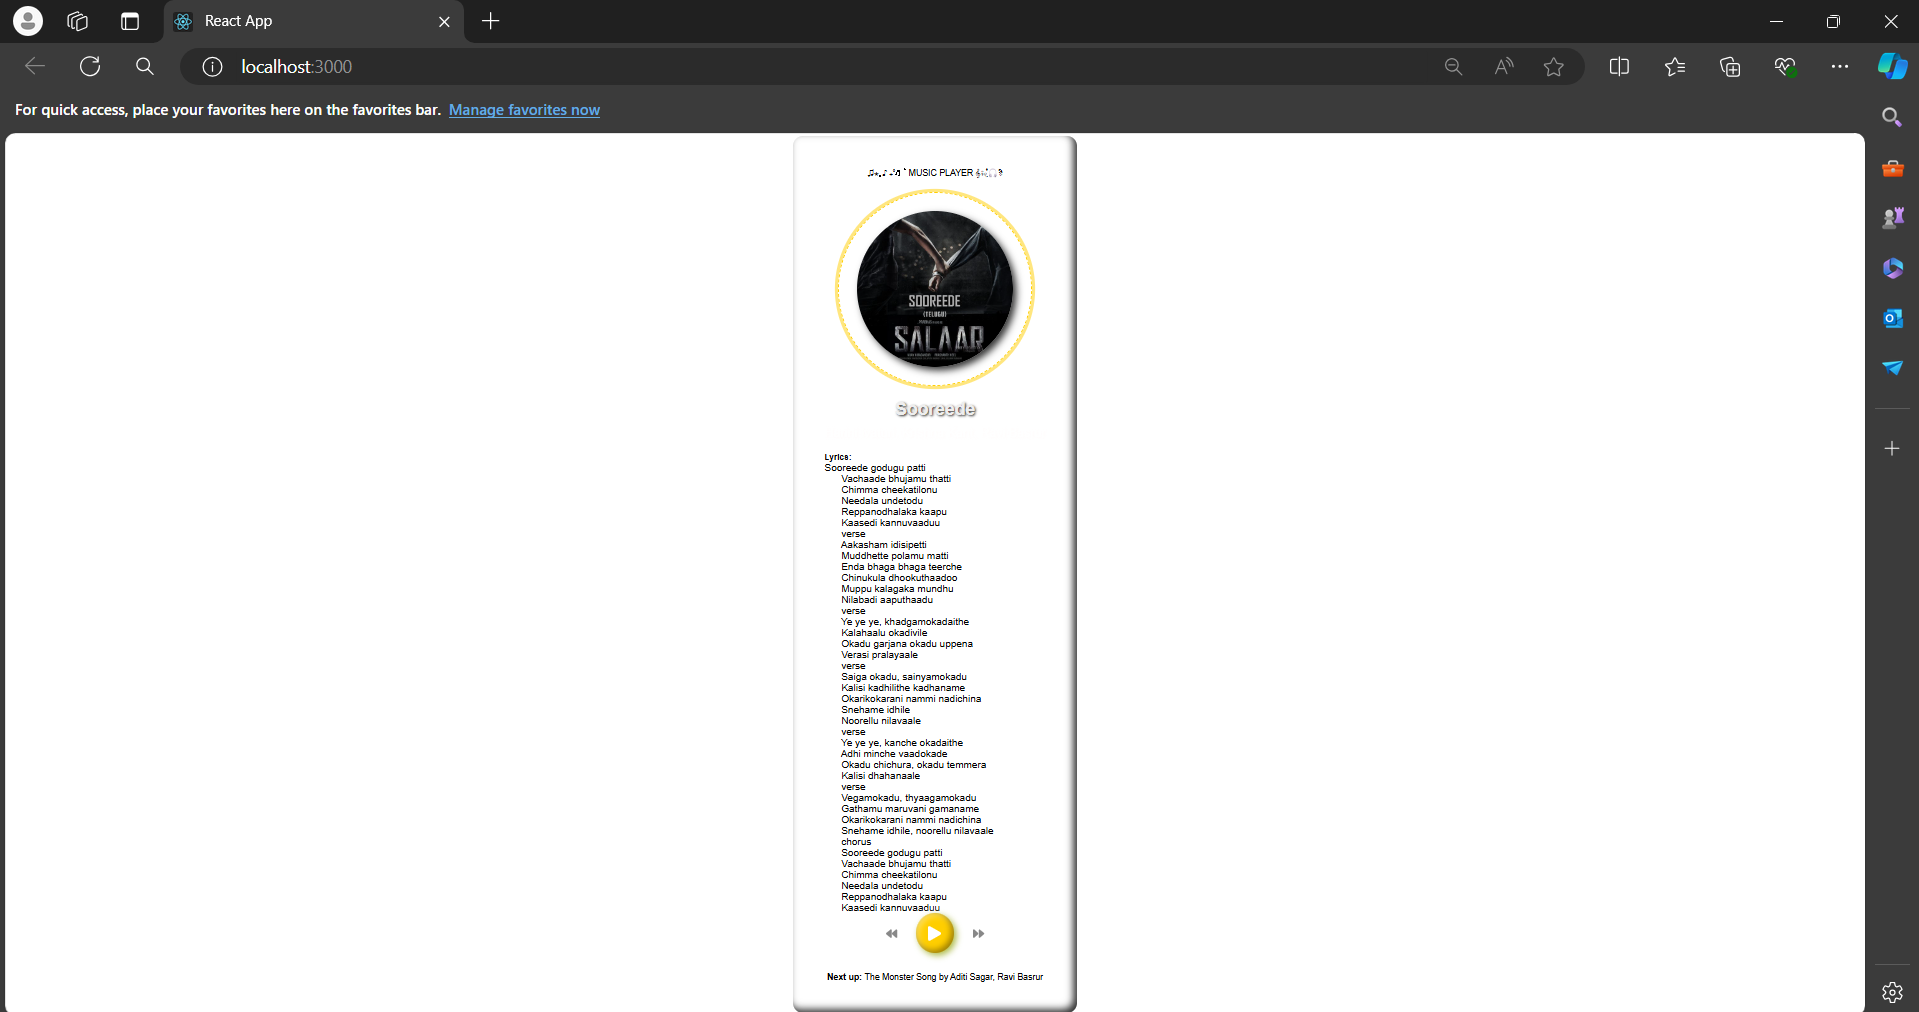 React App
localhost:3000
For quick access, place your favorites here on the favorites bar. Manage favorites now
MUSIC PLAYER
SOOREEDE
(TELUGU)
SALAAR
Sooreede
Lyrics:
Sooreede godugu patti
Vachaade bhujamu thatti
Chimma cheekatilonu
Needala undetodu
Reppanodhalaka kaapu
Kaasedi kannuvaaduu
verse
Aakasham idisipetti
Muddhette polamu matti
Enda bhaga bhaga teerche
Chinukula dhookuthaadoo
Muppu kalagaka mundhu
Nilabadi aaputhaadu
verse
Ye ye ye, khadgamokadaithe
Kalahaalu okadivile
Okadu garjana okadu uppena
Verasi pralayaale
verse
Saiga okadu, sainyamokadu
Kalisi kadhilithe kadhaname
Okarikokarani nammi nadichina
Snehame idhile
Noorellu nilavaale
verse
Ye ye ye, kanche okadaithe
Adhi minche vaadokade
Okadu chichura, okadu temmera
Kalisi dhahanaale
verse
Vegamokadu, thyaagamokadu
Gathamu maruvani gamaname
Okarikokarani nammi nadichina
Snehame idhile, noorellu nilavaale
chorus
Sooreede godugu patti
Vachaade bhujamu thatti
Chimma cheekatilonu
Needala undetodu
Reppanodhalaka kaapu
Kaasedi kannuvaaduu
Next up: The Monster Song by Aditi Sagar, Ravi Basrur